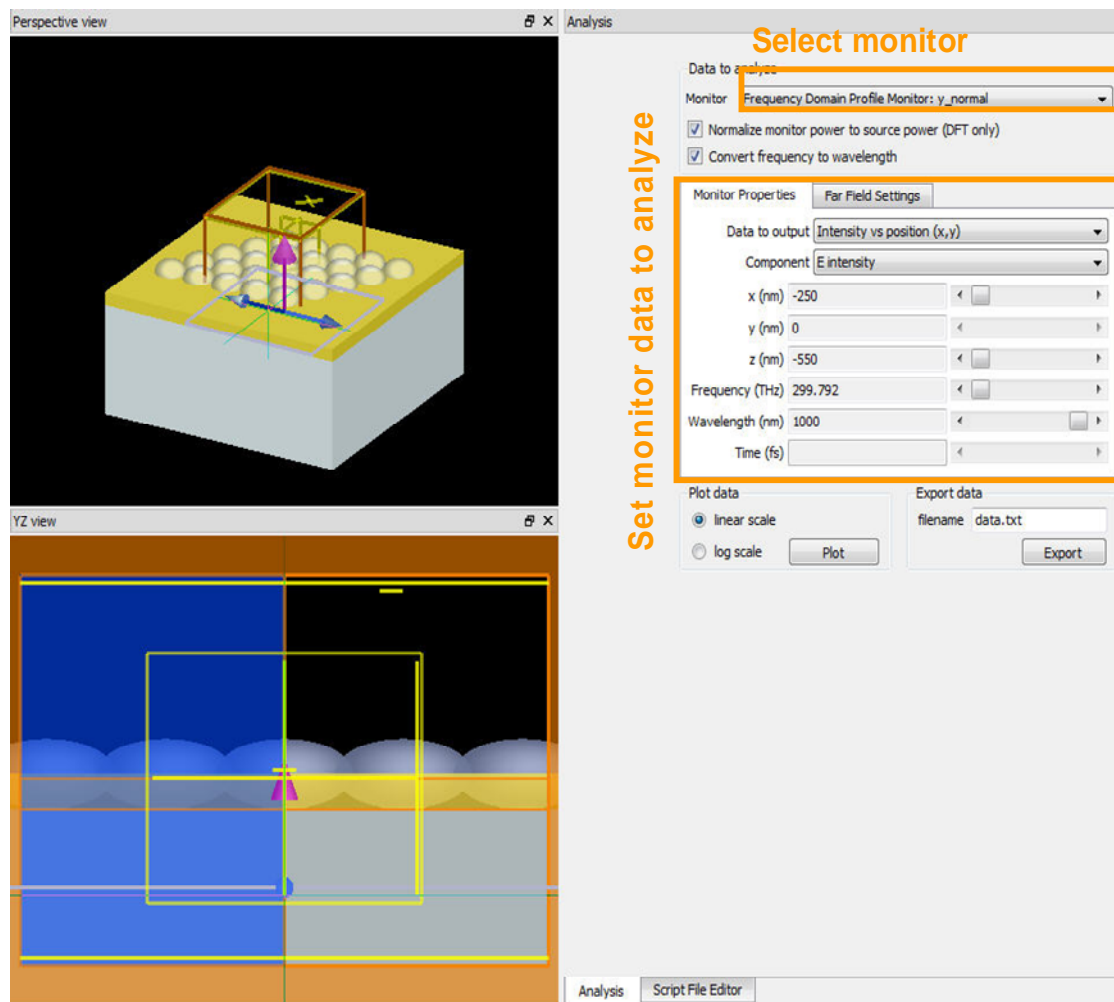 Perspective view
Analysis
Select monitor
Data to analyze
Monitor Frequency Domain Profile Monitor: y_normal
Normalize monitor power to source power (DFT only)
Convert frequency to wavelength
Set monitor data to analyze
Monitor Properties Far Field Settings
Data to output Intensity vs position (x,y)
Component E intensity
x (nm) -250
y (nm) 0
z (nm) -550
Frequency (THz) 299.792
Wavelength (nm) 1000
Time (fs)
Plot data Export data
linear scale filename data.txt
log scale Plot Export
YZ view
Analysis Script File Editor